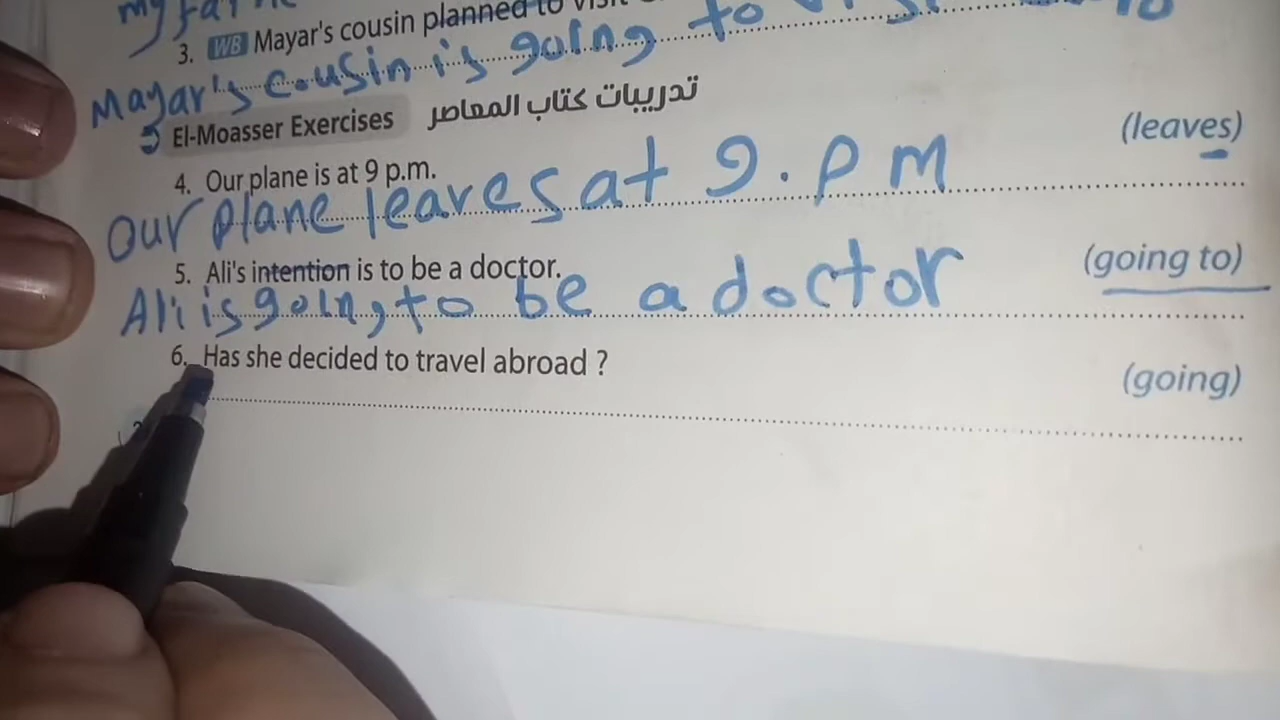 my
3. WB Mayar's cousin planned to
Mayar's cousin is going to
El-Moasser Exercises تدريبات كتاب المعاصر
4. Our plane is at 9 p.m. (leaves)
Our plane leaves at 9.pm
5. Ali's intention is to be a doctor. (going to)
Ali is going to be a doctor
6. Has she decided to travel abroad ? (going)